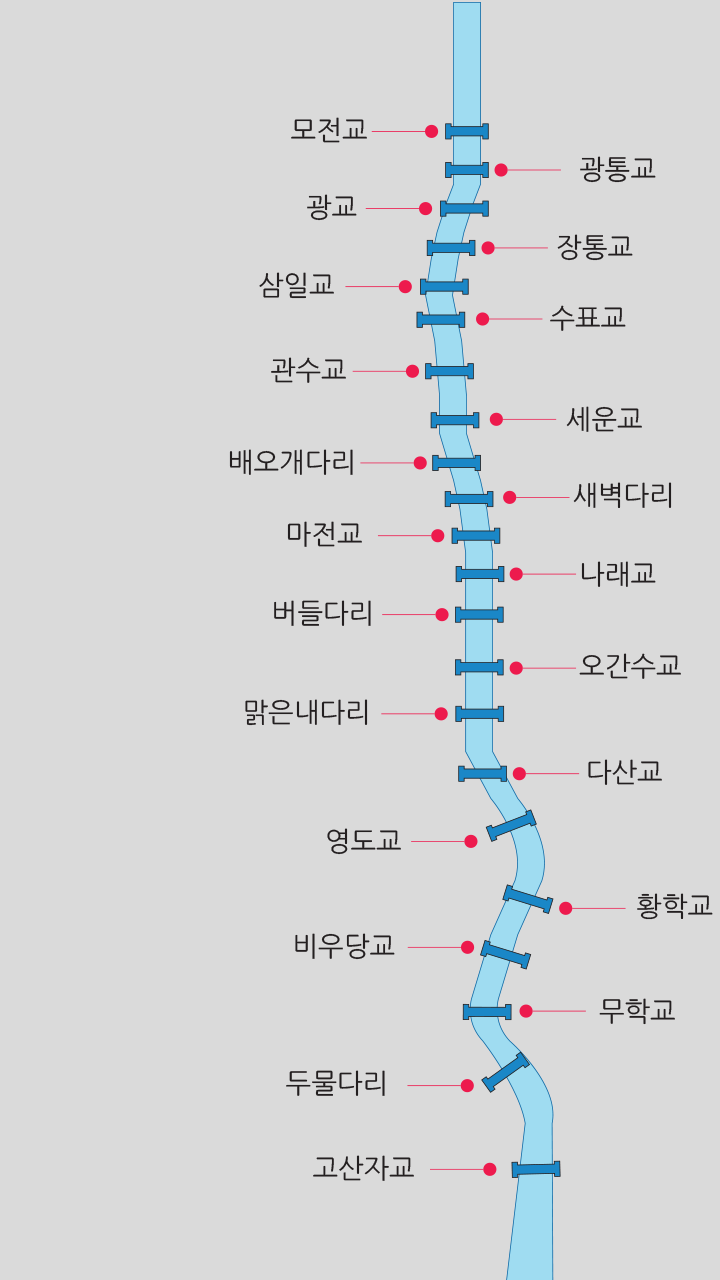 모전교
광통교
광교
장통교
삼일교
수표교
관수교
세운교
배오개다리
새벽다리
마전교
나래교
버들다리
오간수교
맑은내다리
다산교
영도교
황학교
비우당교
무학교
두물다리
고산자교